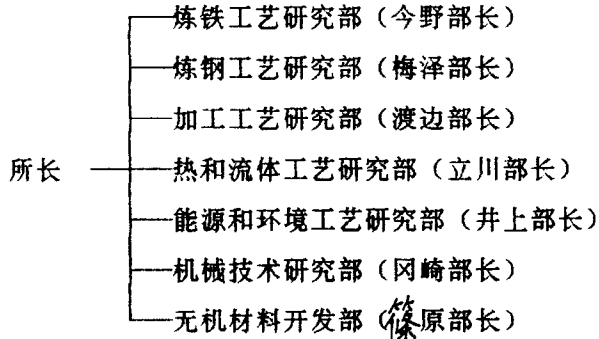 炼铁工艺研究部（今野部长）
炼钢工艺研究部（梅泽部长）
加工工艺研究部（渡边部长）
所长
热和流体工艺研究部（立川部长）
能源和环境工艺研究部（井上部长）
机械技术研究部（冈崎部长）
无机材料开发部（篠原部长）